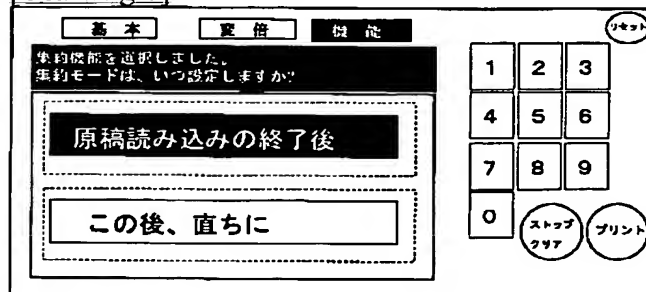 基本 変倍 機能
リセット
集約機能を選択しました。
集約モードは、いつ設定しますか?
原稿読み込みの終了後
この後、直ちに
1 2 3
4 5 6
7 8 9
0
ストップ
クリア
プリント